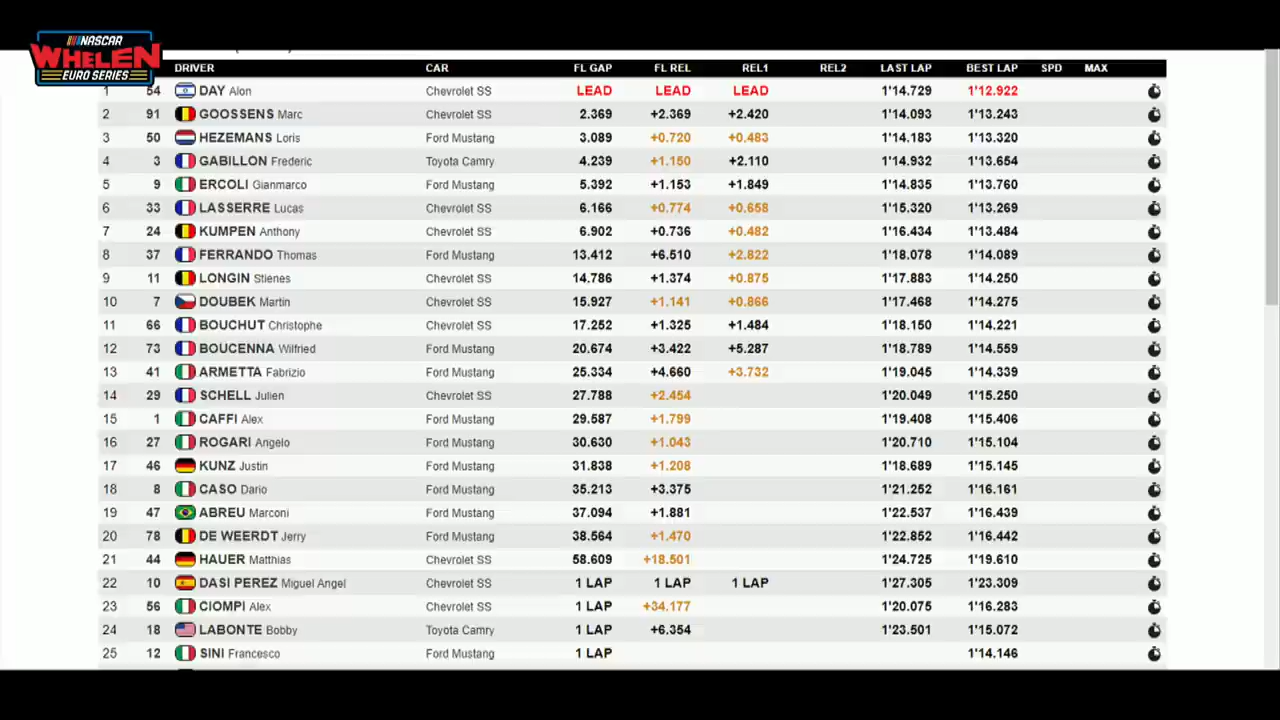 NASCAR
WHELEN
EURO SERIES
DRIVER CAR FL GAP FL REL REL1 REL2 LAST LAP BEST LAP SPD MAX
1 54 DAY Alon Chevrolet SS LEAD LEAD LEAD 1'14.729 1'12.922
2 91 GOOSSENS Marc Chevrolet SS 2.369 +2.369 +2.420 1'14.093 1'13.243
3 50 HEZEMANS Loris Ford Mustang 3.089 +0.720 +0.483 1'14.183 1'13.320
4 3 GABILLON Frederic Toyota Camry 4.239 +1.150 +2.110 1'14.932 1'13.654
5 9 ERCOLI Gianmarco Ford Mustang 5.392 +1.153 +1.849 1'14.835 1'13.760
6 33 LASSERRE Lucas Chevrolet SS 6.166 +0.774 +0.658 1'15.320 1'13.269
7 24 KUMPEN Anthony Chevrolet SS 6.902 +0.736 +0.482 1'16.434 1'13.484
8 37 FERRANDO Thomas Ford Mustang 13.412 +6.510 +2.822 1'18.078 1'14.089
9 11 LONGIN Stienes Chevrolet SS 14.786 +1.374 +0.875 1'17.883 1'14.250
10 7 DOUBEK Martin Chevrolet SS 15.927 +1.141 +0.866 1'17.468 1'14.275
11 66 BOUCHUT Christophe Chevrolet SS 17.252 +1.325 +1.484 1'18.150 1'14.221
12 73 BOUCENNA Wilfried Ford Mustang 20.674 +3.422 +5.287 1'18.789 1'14.559
13 41 ARMETTA Fabrizio Ford Mustang 25.334 +4.660 +3.732 1'19.045 1'14.339
14 29 SCHELL Julien Chevrolet SS 27.788 +2.454 1'20.049 1'15.250
15 1 CAFFI Alex Ford Mustang 29.587 +1.799 1'19.408 1'15.406
16 27 ROGARI Angelo Ford Mustang 30.630 +1.043 1'20.710 1'15.104
17 46 KUNZ Justin Ford Mustang 31.838 +1.208 1'18.689 1'15.145
18 8 CASO Dario Ford Mustang 35.213 +3.375 1'21.252 1'16.161
19 47 ABREU Marconi Ford Mustang 37.094 +1.881 1'22.537 1'16.439
20 78 DE WEERDT Jerry Ford Mustang 38.564 +1.470 1'22.852 1'16.442
21 44 HAUER Matthias Chevrolet SS 58.609 +18.501 1'24.725 1'19.610
22 10 DASI PEREZ Miguel Angel Chevrolet SS 1 LAP 1 LAP 1 LAP 1'27.305 1'23.309
23 56 CIOMPI Alex Chevrolet SS 1 LAP +34.177 1'20.075 1'16.283
24 18 LABONTE Bobby Toyota Camry 1 LAP +6.354 1'23.501 1'15.072
25 12 SINI Francesco Ford Mustang 1 LAP 1'14.146